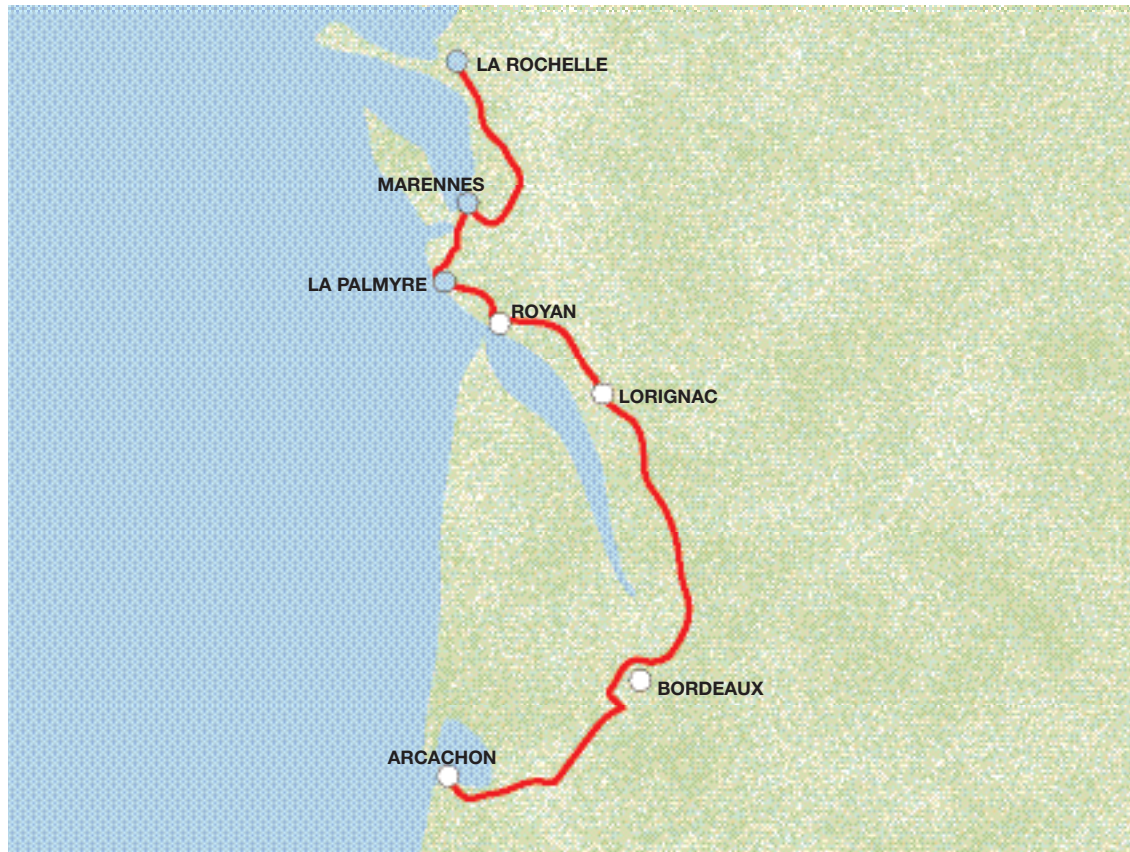 LA ROCHELLE
MARENNES
LA PALMYRE
ROYAN
LORIGNAC
BORDEAUX
ARCACHON